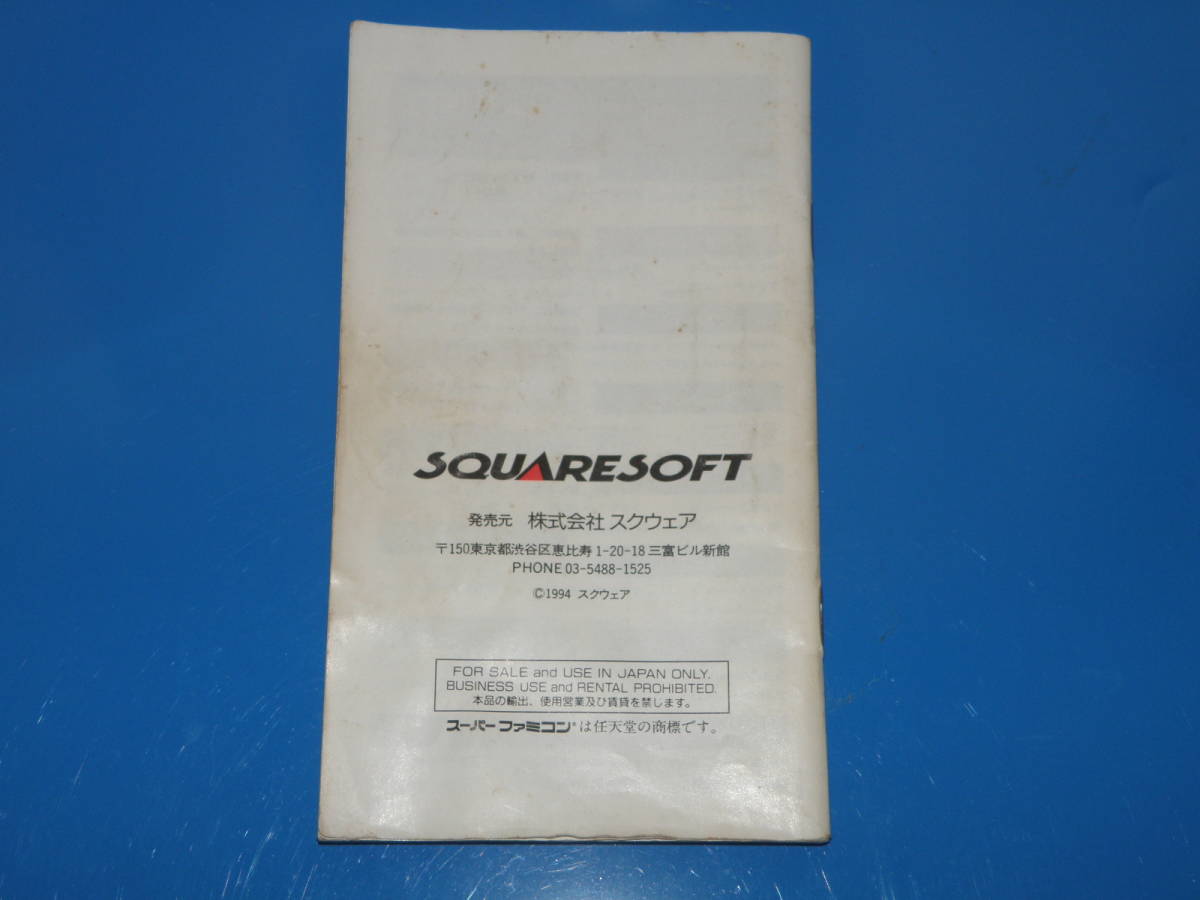 SQUARESOFT
発売元 株式会社 スクウェア
〒150東京都渋谷区恵比寿1-20-18 三富ビル新館
PHONE 03-5488-1525
©1994 スクウェア
FOR SALE and USE IN JAPAN ONLY.
BUSINESS USE and RENTAL PROHIBITED.
本品の輸出、使用営業及び賃貸を禁します。
スーパーファミコン®は任天堂の商標です。